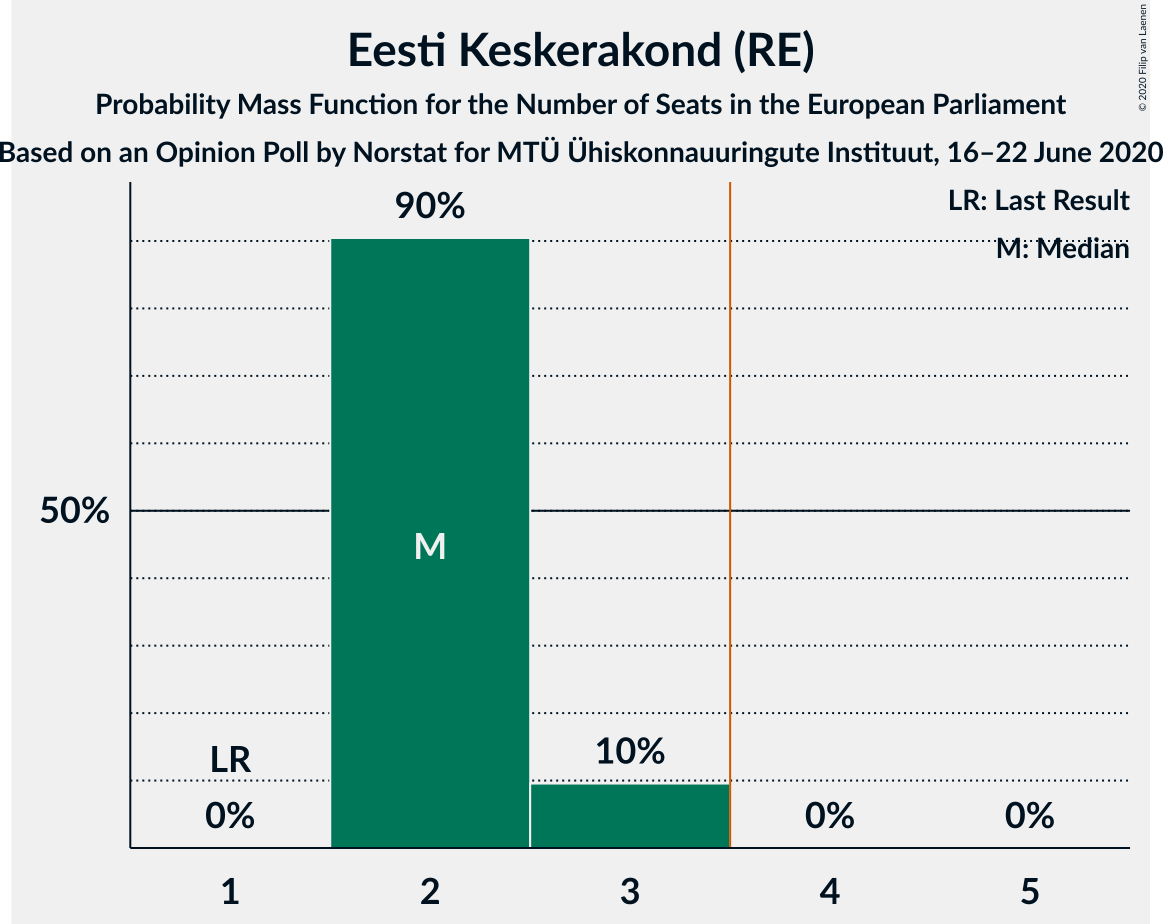 Eesti Keskerakond (RE)
Probability Mass Function for the Number of Seats in the European Parliament
Based on an Opinion Poll by Norstat for MTÜ Ühiskonnauuringute Instituut, 16–22 June 2020
© 2020 Filip van Laenen
LR: Last Result
M: Median
90%
50%
M
LR
10%
0%
0%
0%
1 2 3 4 5